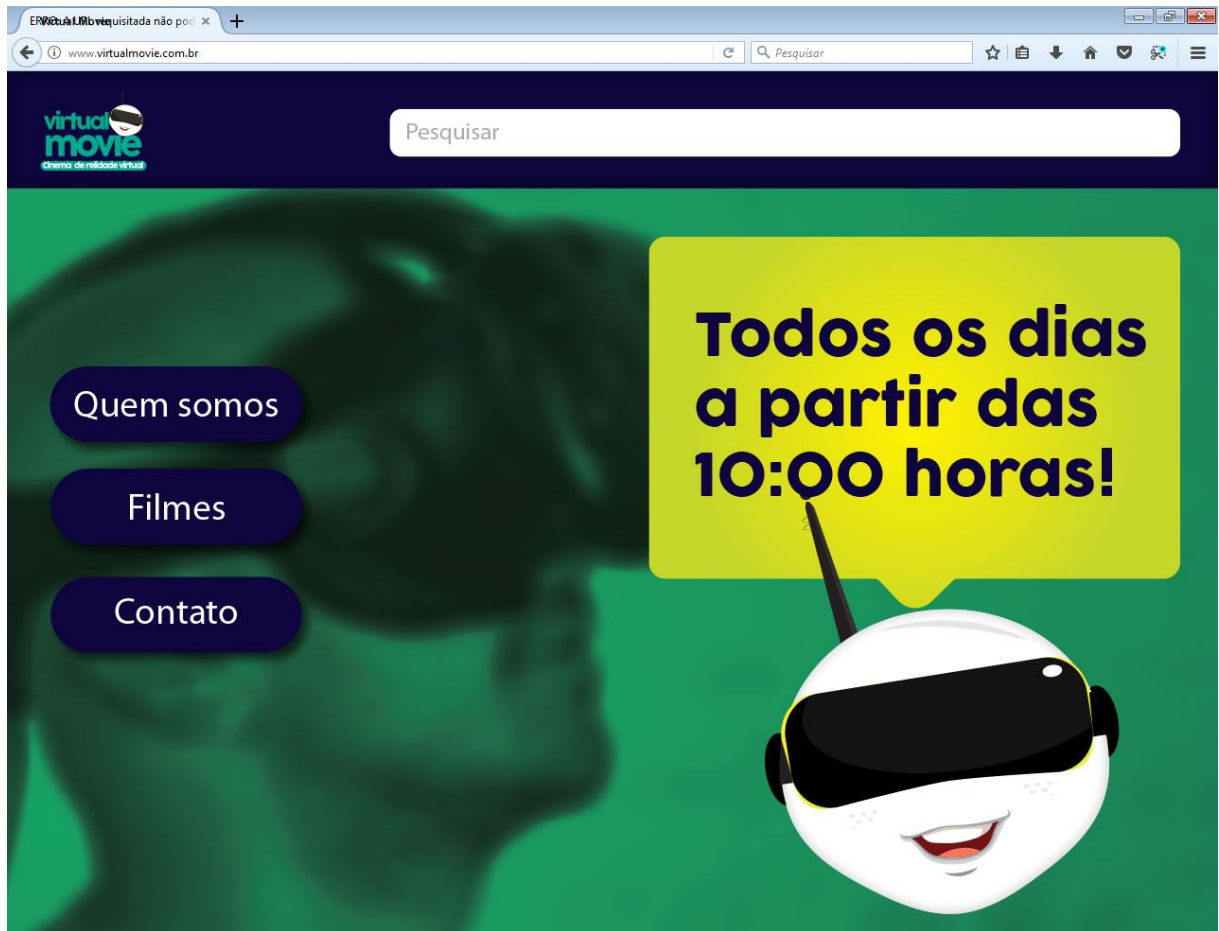 www.virtualmovie.com.br
Pesquisar
virtual
movie
Cinema de relidade virtual
Pesquisar
Todos os dias
a partir das
10:00 horas!
Quem somos
Filmes
Contato